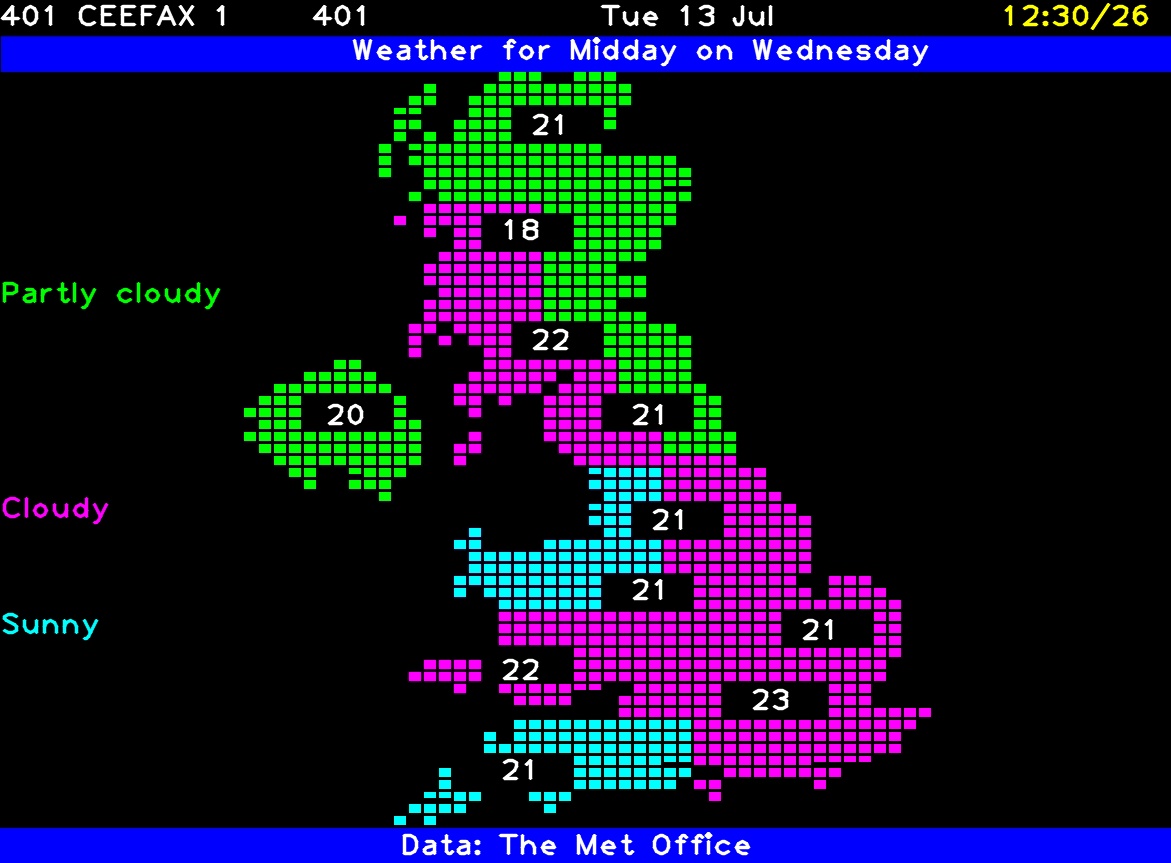 401 CEEFAX 1 401 Tue 13 Jul 12:30/26
Weather for Midday on Wednesday
21
18
Partly cloudy
22
20 21
Cloudy
21
21
Sunny
21
22
23
21
Data: The Met Office